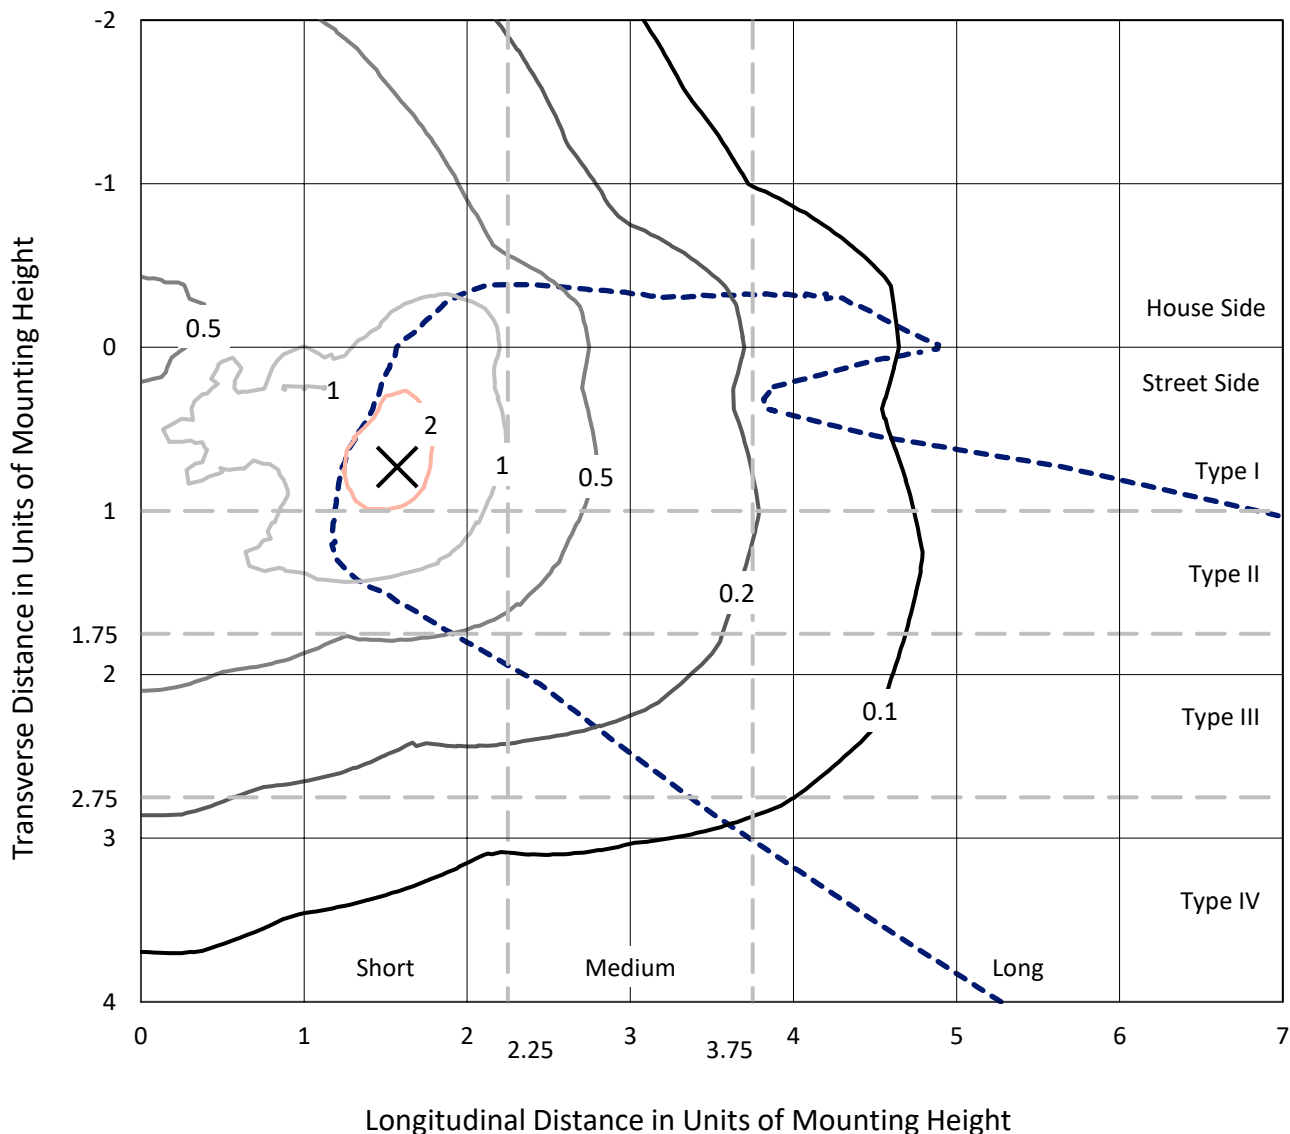 -2
-1
House Side
0.5
0
Street Side
1
2
Type I
1
0.5
1
Type II
0.2
1.75
2
Type III
0.1
2.75
3
Type IV
Short
Medium
Long
4
0
1
2
2.25
3
3.75
4
5
6
7
Transverse Distance in Units of Mounting Height
Longitudinal Distance in Units of Mounting Height